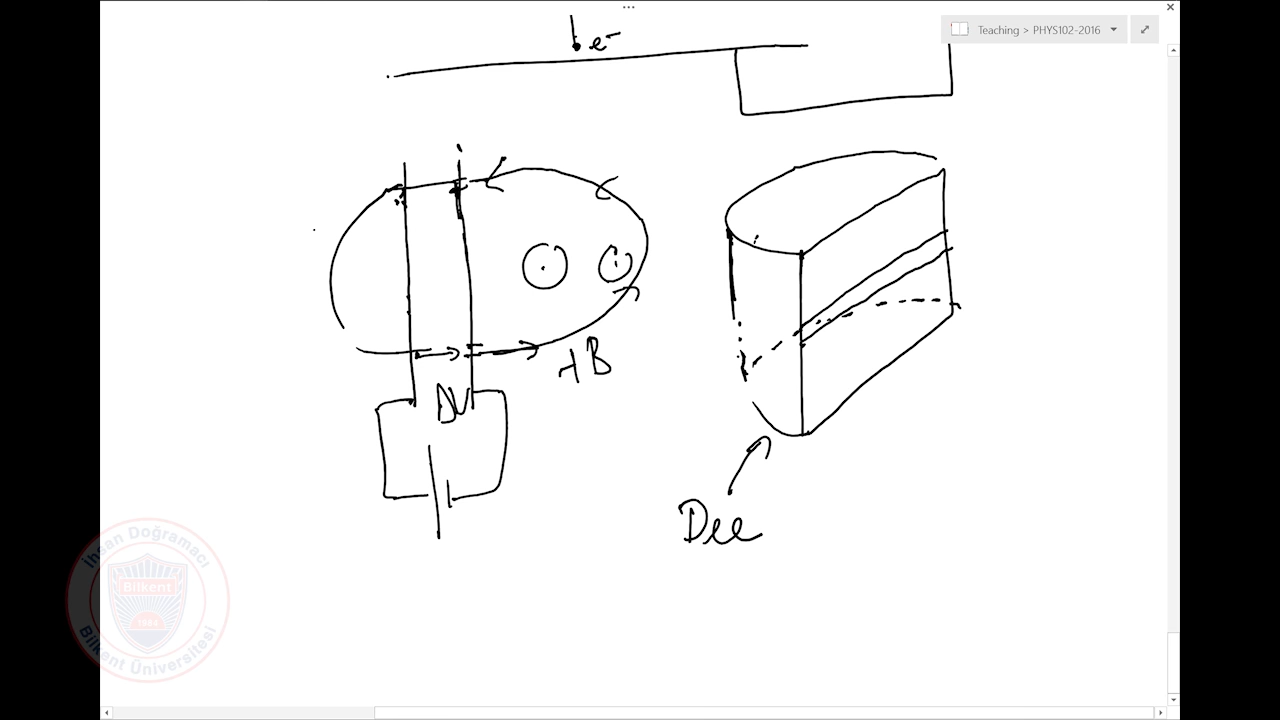 Teaching > PHYS102-2016
e⁻
B
ΔV
Dee
İhsan Doğramacı
Bilkent
Bilkent Üniversitesi